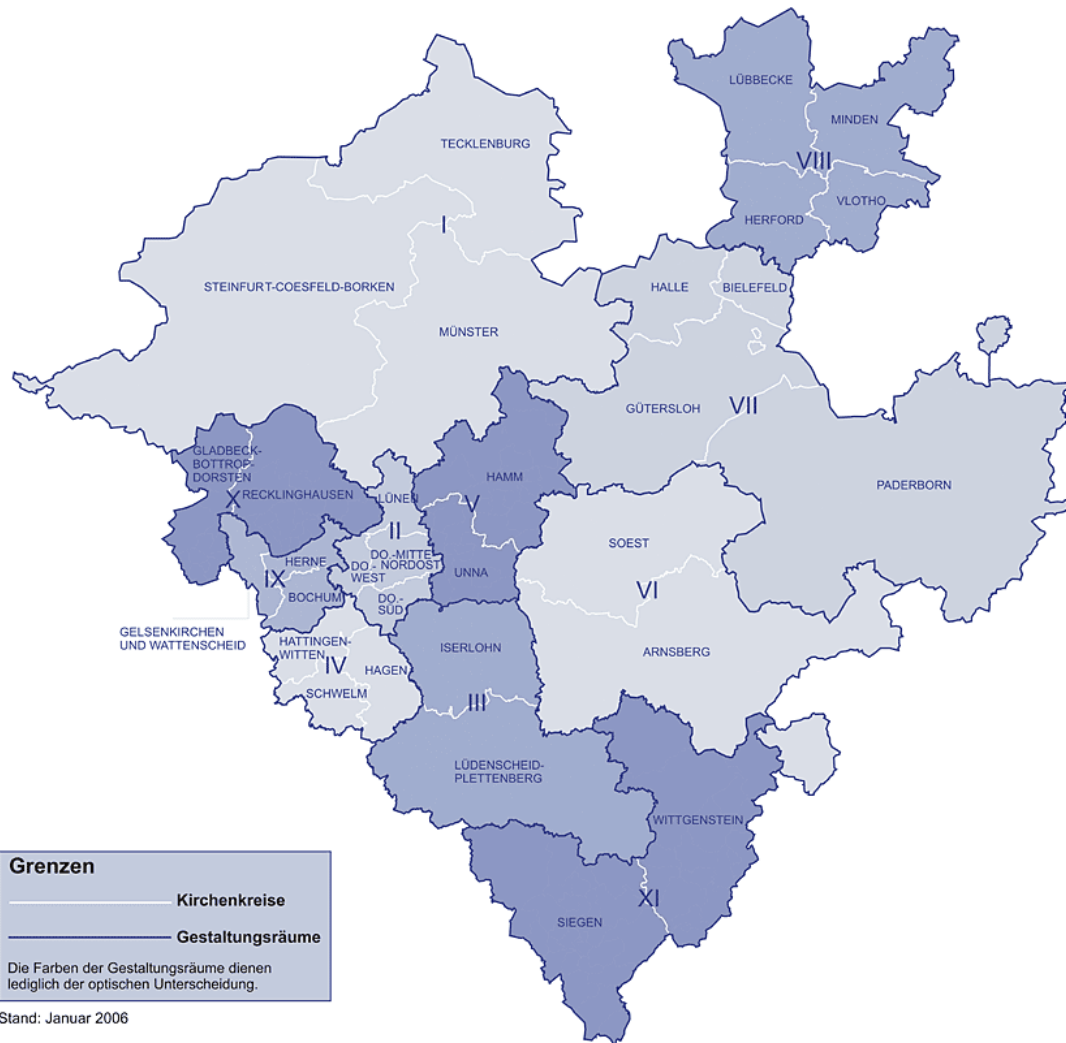 LÜBBECKE
MINDEN
TECKLENBURG
VIII
VLOTHO
HERFORD
I
STEINFURT-COESFELD-BORKEN
HALLE
BIELEFELD
MÜNSTER
GÜTERSLOH
VII
GLADBECK-
BOTTROP-
DORSTEN
HAMM
PADERBORN
X
RECKLINGHAUSEN
LÜNEN
V
II
SOEST
DO.-MITTE
NORDOST
DO.-
WEST
HERNE
UNNA
IX
BOCHUM
DO.-
SÜD
VI
GELSENKIRCHEN
UND WATTENSCHEID
HATTINGEN-
WITTEN
IV
HAGEN
ISERLOHN
ARNSBERG
SCHWELM
III
LÜDENSCHEID-
PLETTENBERG
WITTGENSTEIN
XI
SIEGEN
Grenzen
Kirchenkreise
Gestaltungsräume
Die Farben der Gestaltungsräume dienen
lediglich der optischen Unterscheidung.
Stand: Januar 2006